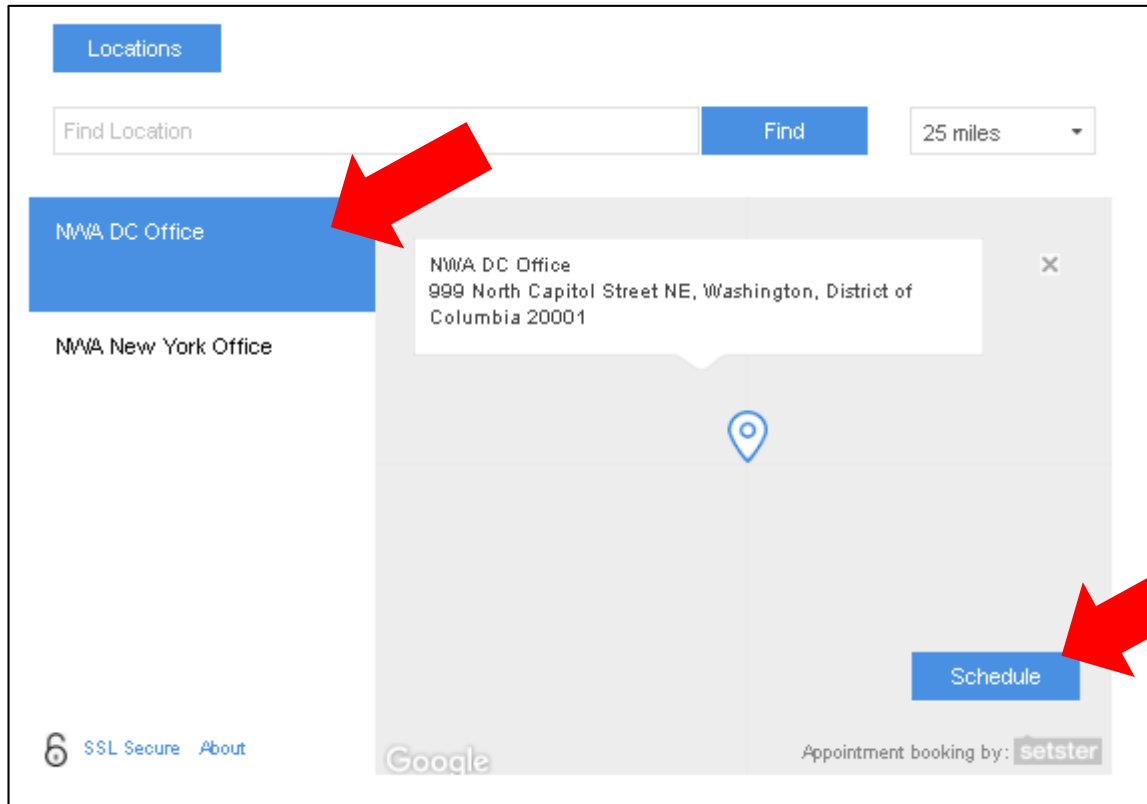 Locations
Find Location
Find
25 miles
NWA DC Office
NWA New York Office
NWA DC Office
999 North Capitol Street NE, Washington, District of
Columbia 20001
Schedule
SSL Secure About
Google
Appointment booking by: setster